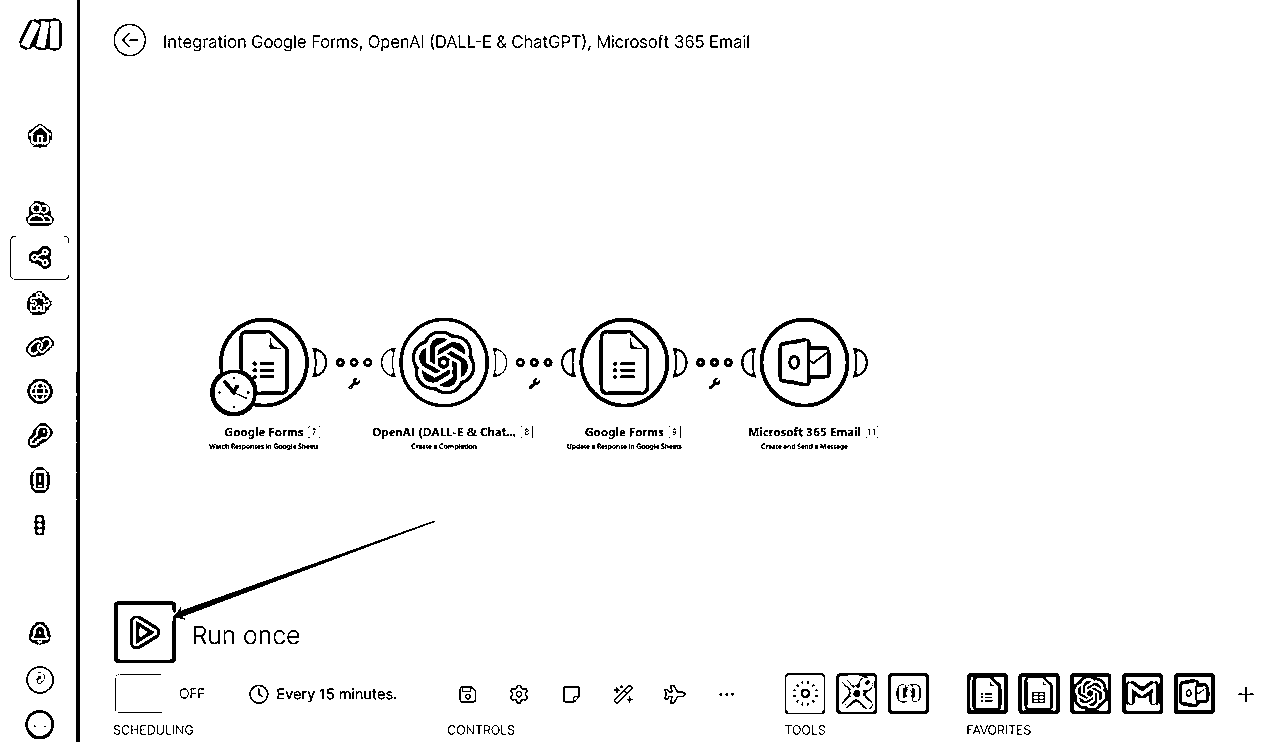 Integration Google Forms, OpenAI (DALL-E & ChatGPT), Microsoft 365 Email
Google Forms 7
Watch Responses in Google Sheets
OpenAI (DALL-E & Chat... 8
Create a Completion
Google Forms 9
Update a Response in Google Sheets
Microsoft 365 Email 11
Create and Send a Message
Run once
OFF
Every 15 minutes.
SCHEDULING
CONTROLS
TOOLS
FAVORITES